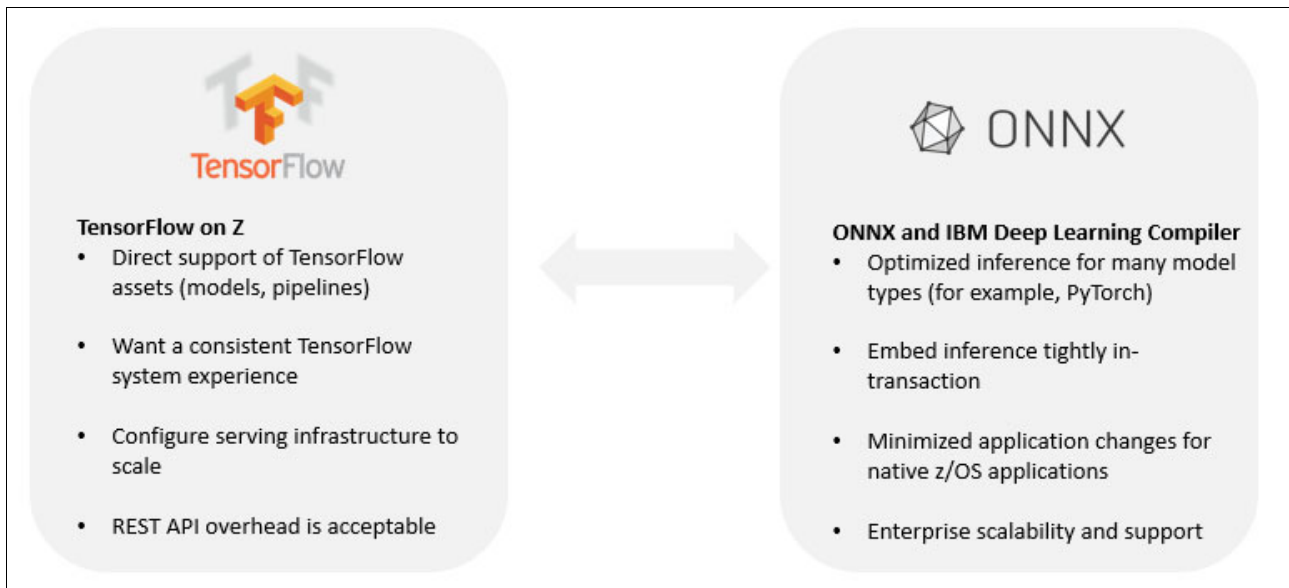 TF
TensorFlow
TensorFlow on Z
• Direct support of TensorFlow
assets (models, pipelines)
• Want a consistent TensorFlow
system experience
• Configure serving infrastructure to
scale
• REST API overhead is acceptable
ONNX
ONNX and IBM Deep Learning Compiler
• Optimized inference for many model
types (for example, PyTorch)
• Embed inference tightly in-
transaction
• Minimized application changes for
native z/OS applications
• Enterprise scalability and support